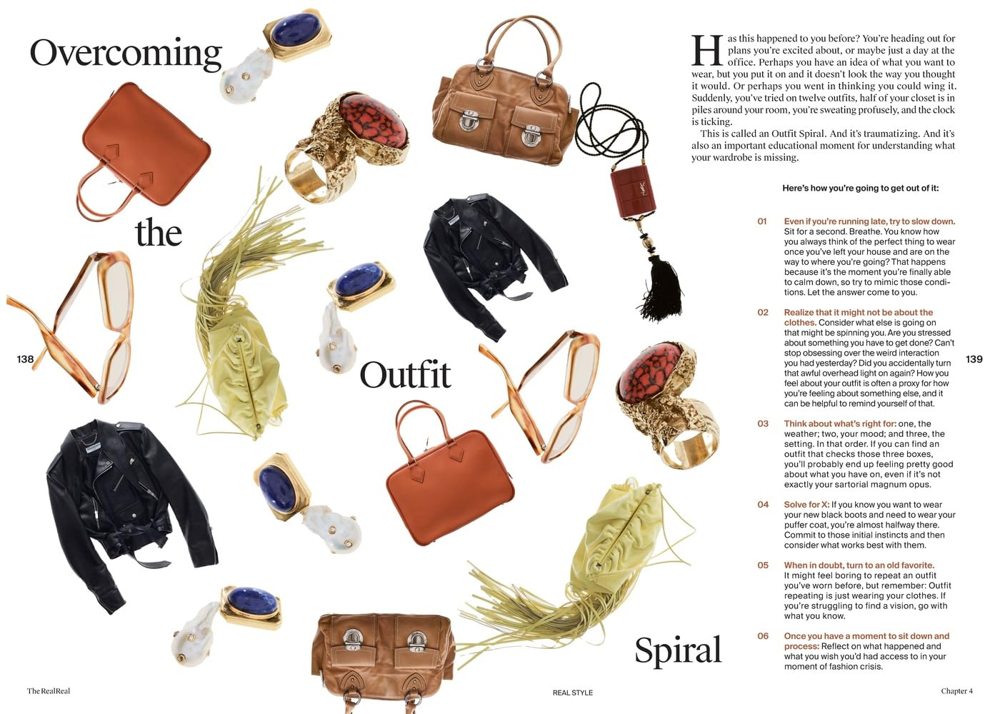 Overcoming
the
Outfit
Spiral
Has this happened to you before? You're heading out for
plans you're excited about, or maybe just a day at the
office. Perhaps you have an idea of what you want to
wear, but you put it on and it doesn't look the way you thought
it would. Or perhaps you went in thinking you could wing it.
Suddenly, you've tried on twelve outfits, half of your closet is in
piles around your room, you're sweating profusely, and the clock
is ticking.
This is called an Outfit Spiral. And it's traumatizing. And it's
also an important educational moment for understanding what
your wardrobe is missing.
Here's how you're going to get out of it:
01 Even if you're running late, try to slow down.
Sit for a second. Breathe. You know how
you always think of the perfect thing to wear
once you've left your house and are on the
way to where you're going? That happens
because it's the moment you're finally able
to calm down, so try to mimic those condi-
tions. Let the answer come to you.
02 Realize that it might not be about the
clothes. Consider what else is going on
that might be spinning you. Are you stressed
about something you have to get done? Can't
stop obsessing over the weird interaction
you had yesterday? Did you accidentally turn
that awful overhead light on again? How you
feel about your outfit is often a proxy for how
you're feeling about something else, and it
can be helpful to remind yourself of that.
03 Think about what's right for: one, the
weather; two, your mood; and three, the
setting. In that order. If you can find an
outfit that checks those three boxes,
you'll probably end up feeling pretty good
about what you have on, even if it's not
exactly your sartorial magnum opus.
04 Solve for X: If you know you want to wear
your new black boots and need to wear your
puffer coat, you're almost halfway there.
Commit to those initial instincts and then
consider what works best with them.
05 When in doubt, turn to an old favorite.
It might feel boring to repeat an outfit
you've worn before, but remember: Outfit
repeating is just wearing your clothes. If
you're struggling to find a vision, go with
what you know.
06 Once you have a moment to sit down and
process: Reflect on what happened and
what you wish you'd had access to in your
moment of fashion crisis.
138
139
The RealReal
REAL STYLE
Chapter 4